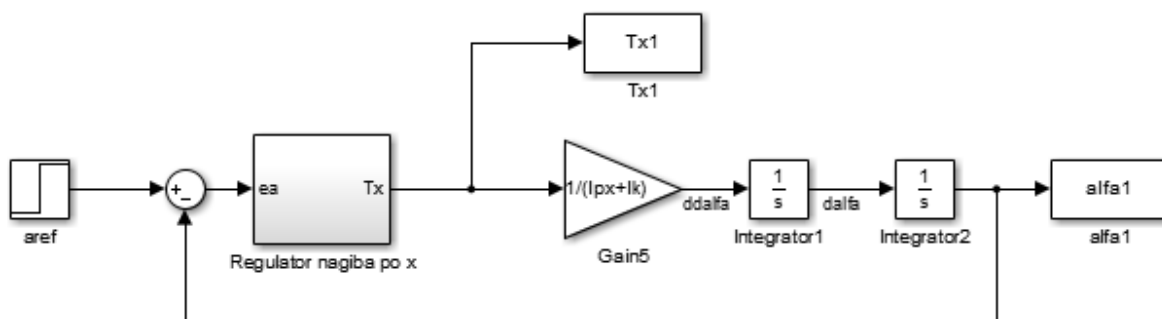 Tx1
Tx1
aref
+
−
ea
Tx
Regulator nagiba po x
1/(Ipx+Ik)
Gain5
ddalfa
1
s
Integrator1
dalfa
1
s
Integrator2
alfa1
alfa1